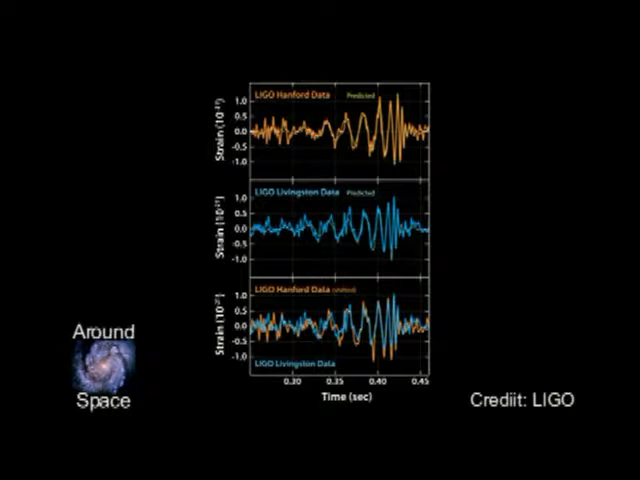 LIGO Hanford Data Predicted
1.0
0.5
0.0
-0.5
-1.0
Strain (10⁻²¹)
LIGO Livingston Data Predicted
1.0
0.5
0.0
-0.5
-1.0
Strain (10⁻²¹)
LIGO Hanford Data (shifted)
1.0
0.5
0.0
-0.5
-1.0
Strain (10⁻²¹)
LIGO Livingston Data
0.30 0.35 0.40 0.45
Time (sec)
Around
Space
Crediit: LIGO